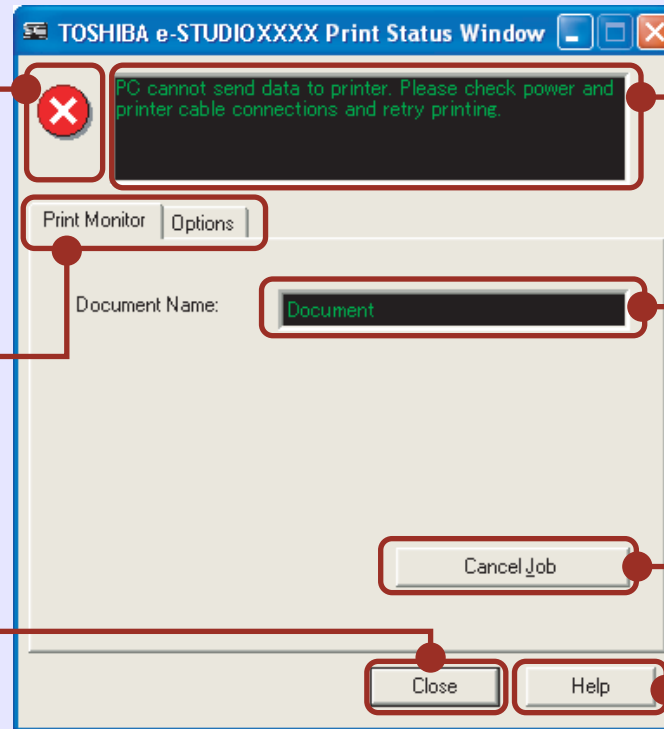 TOSHIBA e-STUDIOXXXX Print Status Window
PC cannot send data to printer. Please check power and
printer cable connections and retry printing.
Print Monitor Options
Document Name: Document
Cancel Job
Close Help